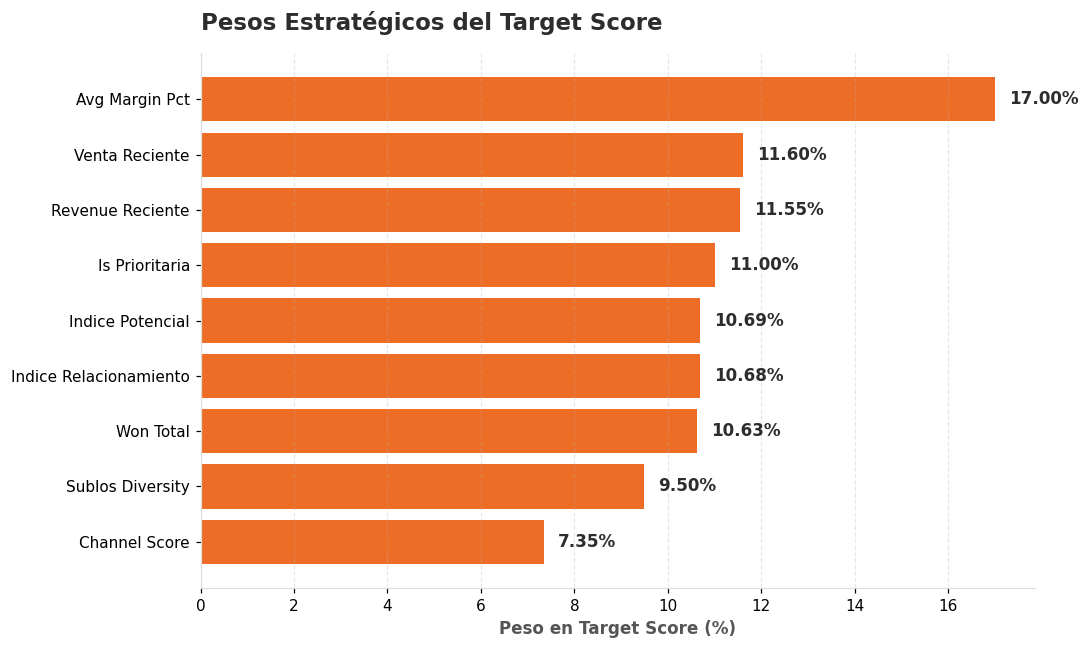 Pesos Estratégicos del Target Score
Avg Margin Pct 17.00%
Venta Reciente 11.60%
Revenue Reciente 11.55%
Is Prioritaria 11.00%
Indice Potencial 10.69%
Indice Relacionamiento 10.68%
Won Total 10.63%
Sublos Diversity 9.50%
Channel Score 7.35%
0 2 4 6 8 10 12 14 16
Peso en Target Score (%)